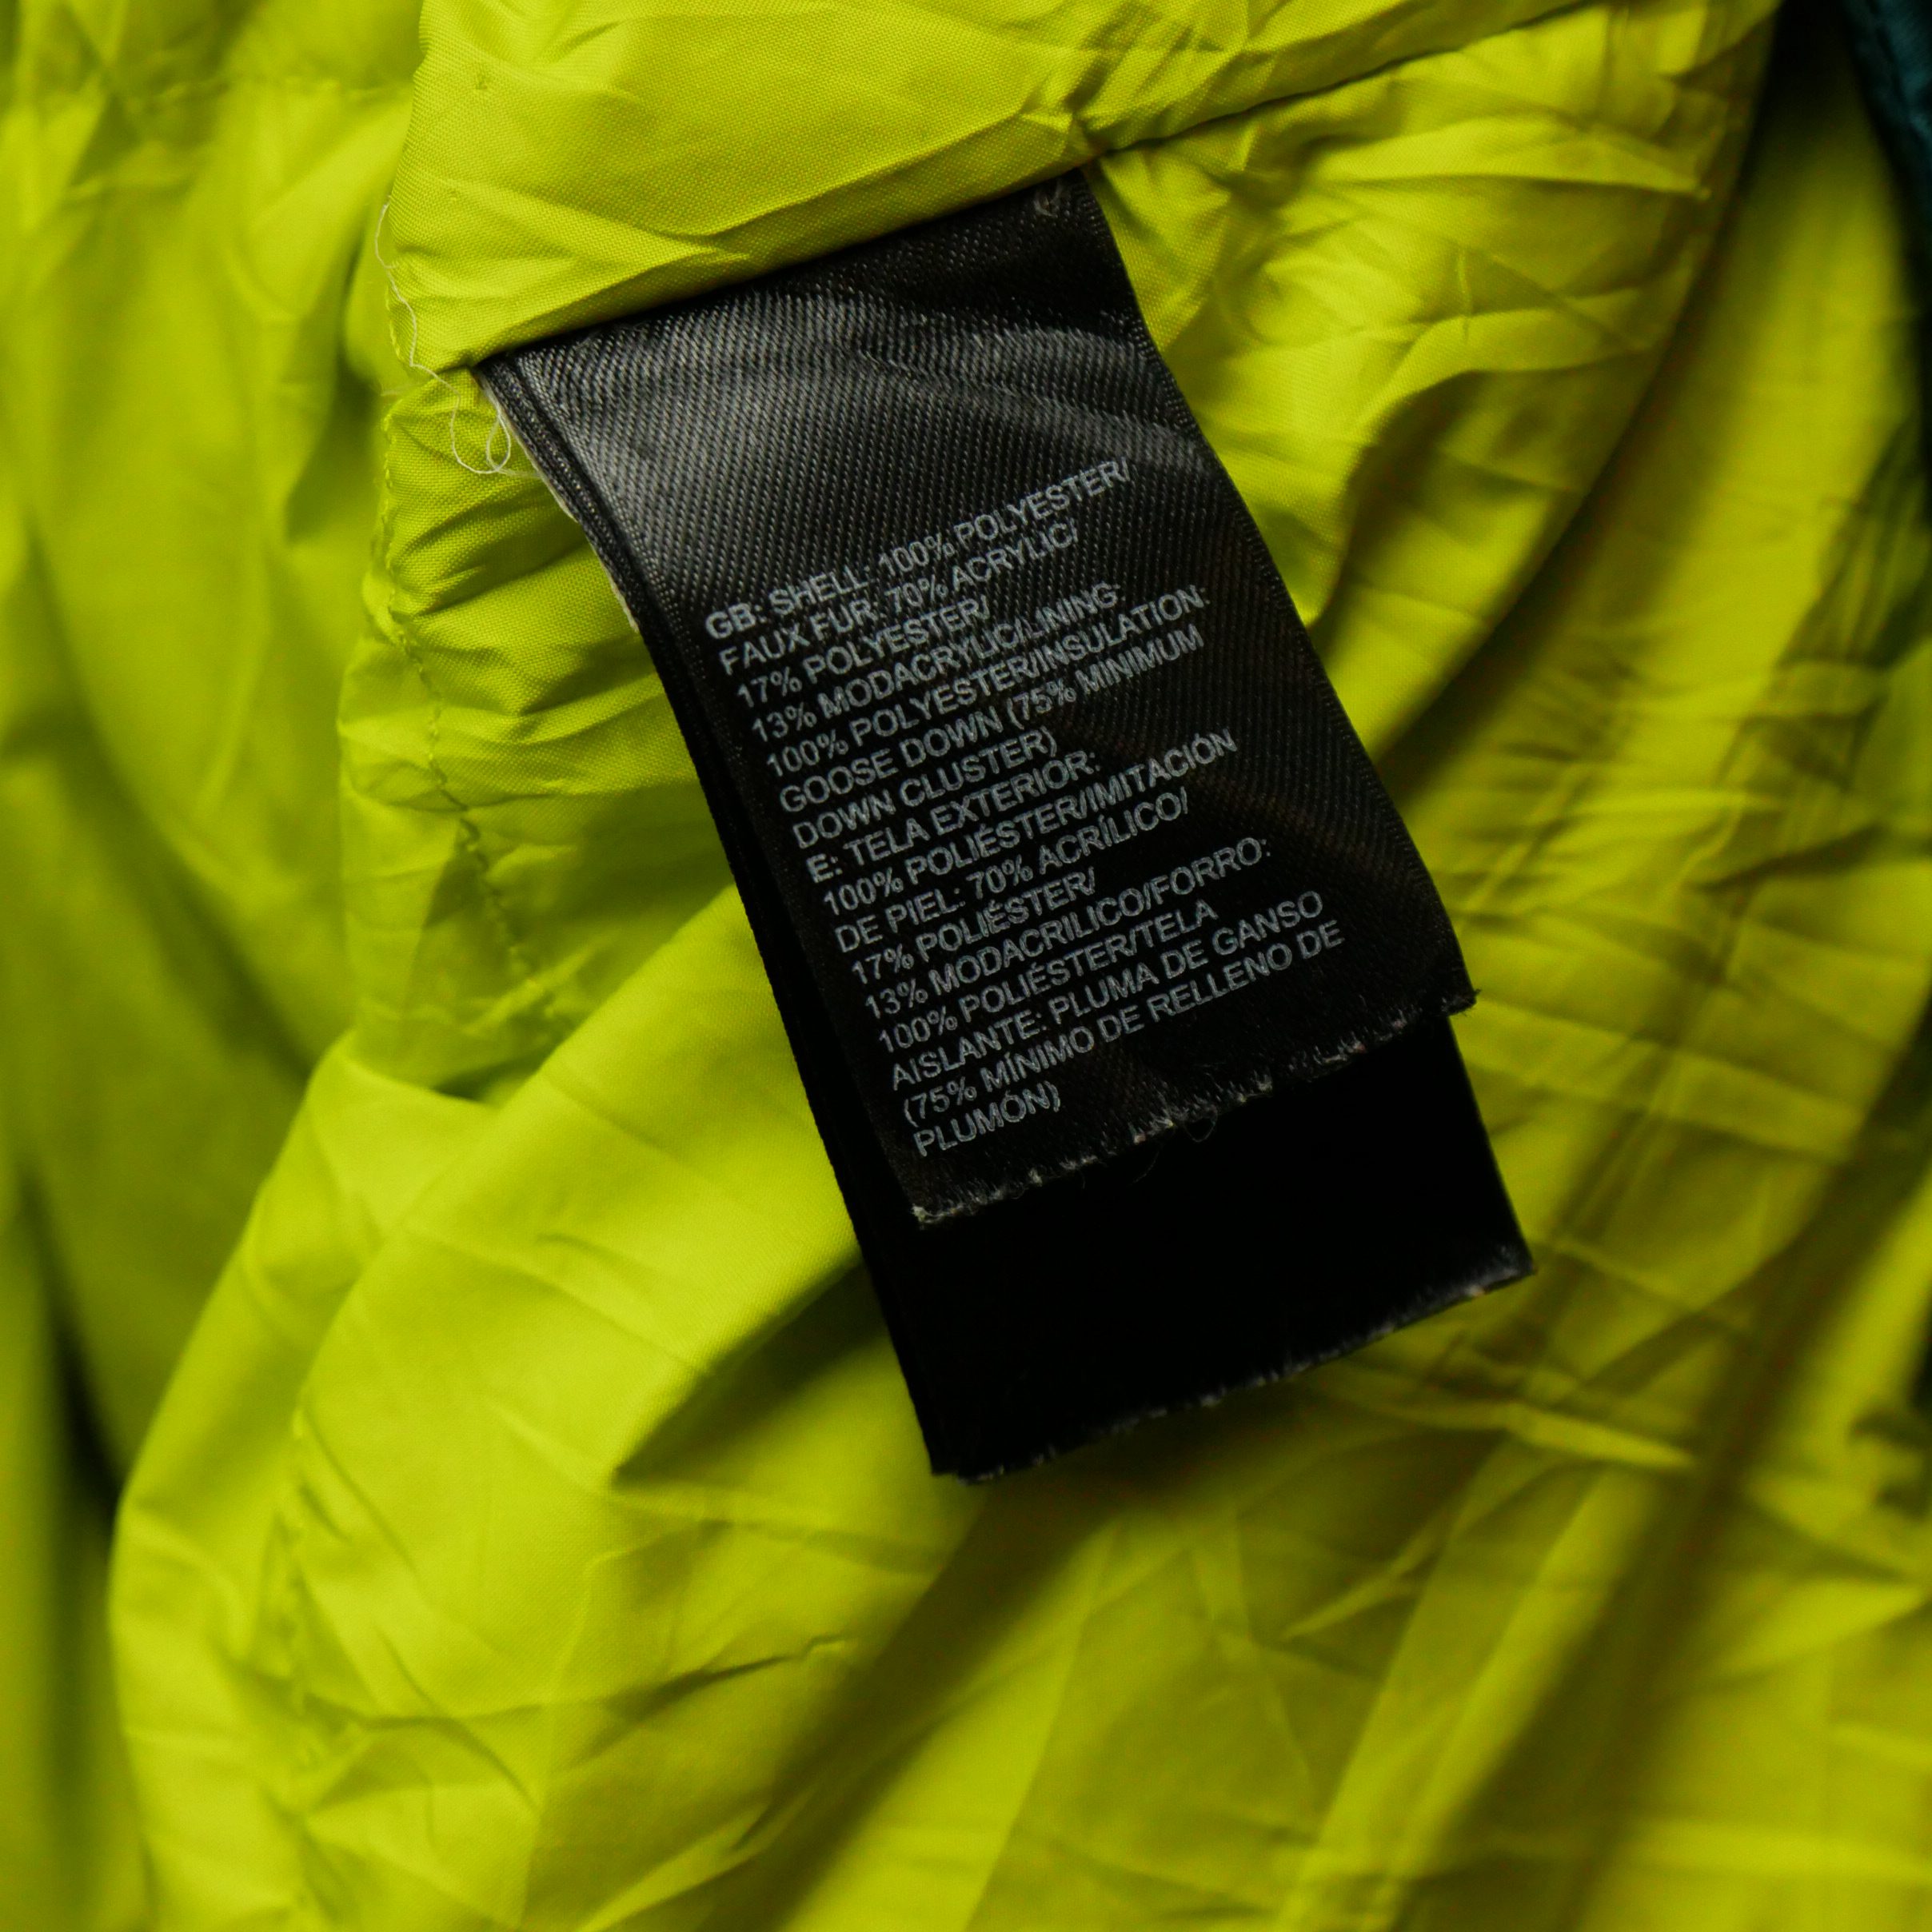 GB: SHELL: 100% POLYESTER/
FAUX FUR: 70% ACRYLIC/
17% POLYESTER/
13% MODACRYLIC/LINING:
100% POLYESTER/INSULATION:
GOOSE DOWN (75% MINIMUM
DOWN CLUSTER)
E: TELA EXTERIOR:
100% POLIÉSTER/IMITACIÓN
DE PIEL: 70% ACRÍLICO/
17% POLIÉSTER/
13% MODACRILICO/FORRO:
100% POLIÉSTER/TELA
AISLANTE: PLUMA DE GANSO
(75% MÍNIMO DE RELLENO DE
PLUMÓN)